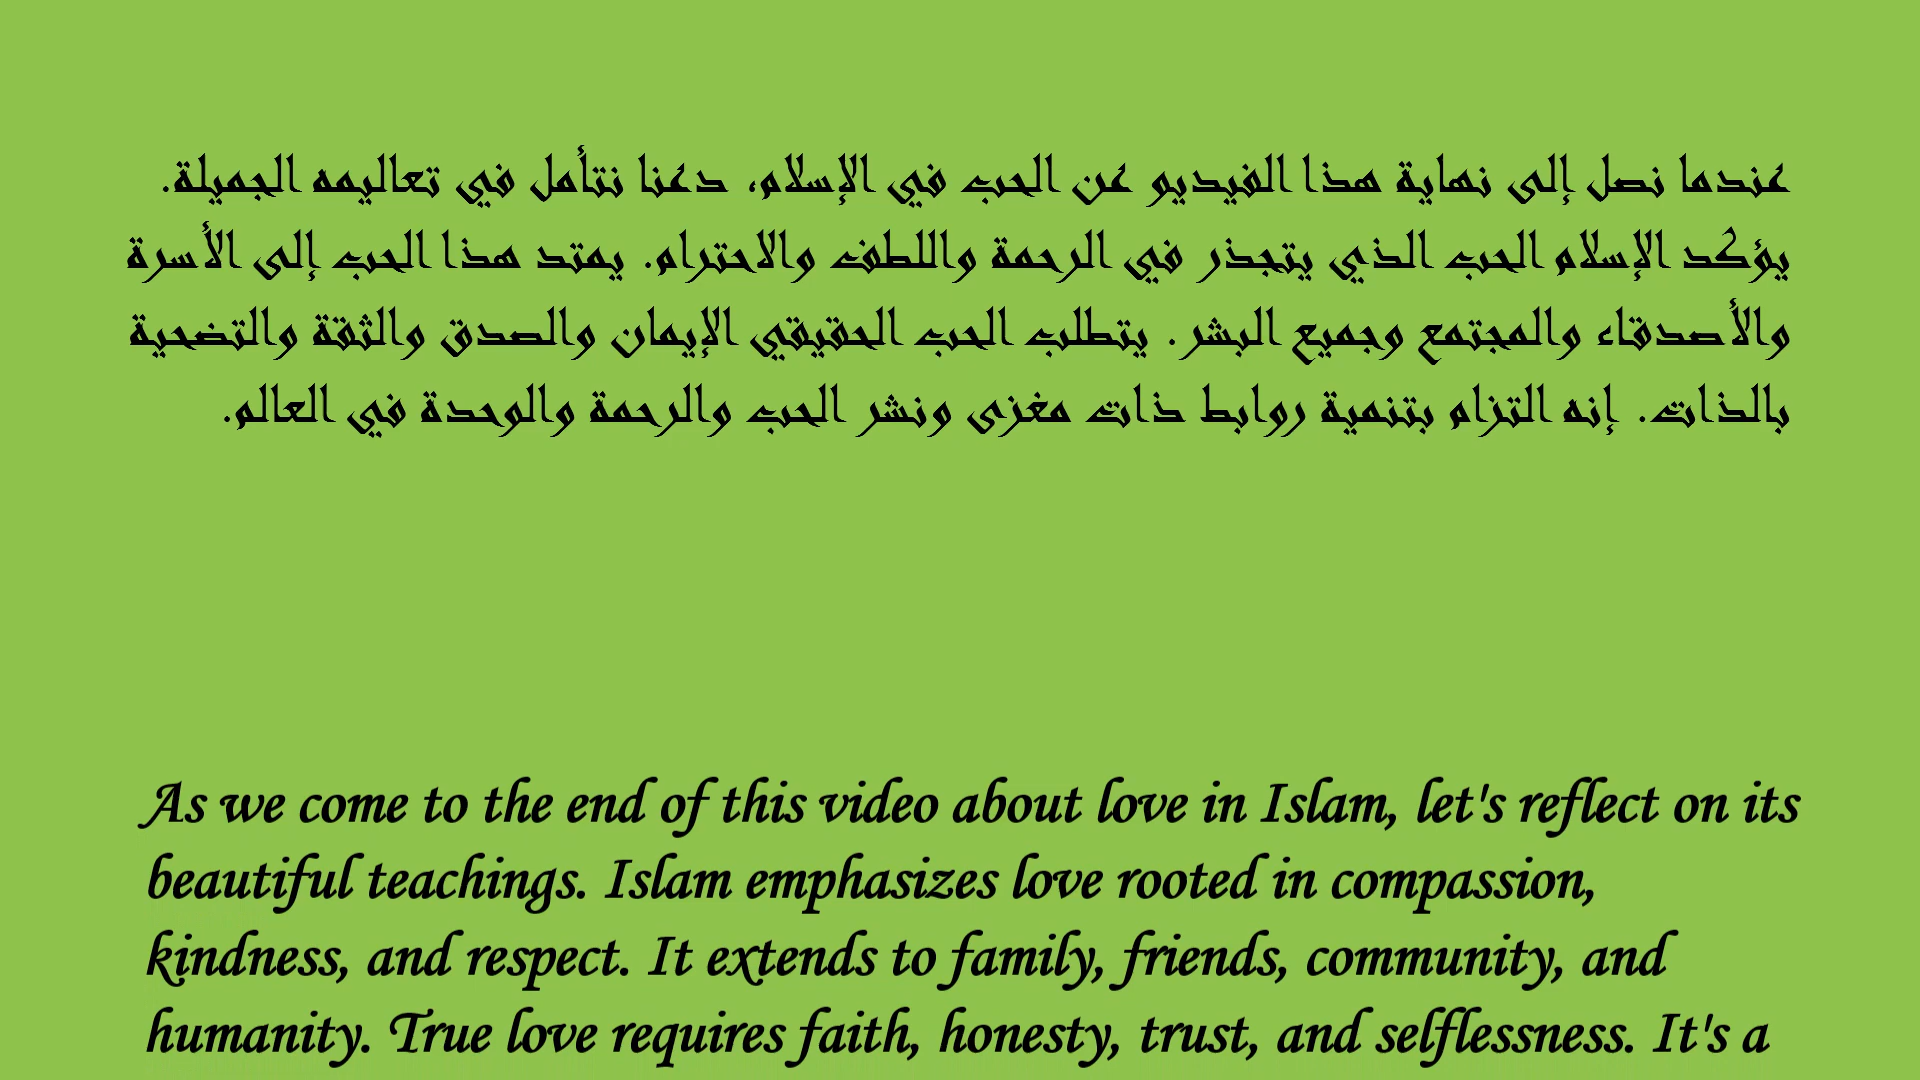 عندما نصل إلى نهاية هذا الفيديو عن الحب في الإسلام، دعنا نتأمل في تعاليمه الجميلة.
يؤكد الإسلام الحب الذي يتجذر في الرحمة واللطف والاحترام. يمتد هذا الحب إلى الأسرة
والأصدقاء والمجتمع وجميع البشر. يتطلب الحب الحقيقي الإيمان والصدق والثقة والتضحية
بالذات. إنه التزام بتنمية روابط ذات مغزى ونشر الحب والرحمة والوحدة في العالم.
As we come to the end of this video about love in Islam, let's reflect on its
beautiful teachings. Islam emphasizes love rooted in compassion,
kindness, and respect. It extends to family, friends, community, and
humanity. True love requires faith, honesty, trust, and selflessness. It's a